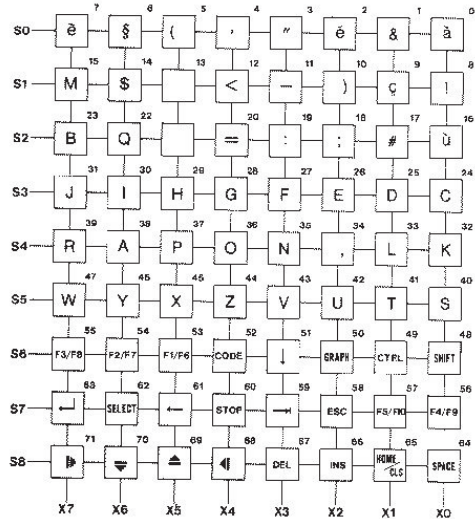 7 6 5 4 3 2 1 0
S0 è § ( ' " é & à
15 14 13 12 11 10 9 8
S1 M $ < − ) ç !
23 22 20 19 18 17 16
S2 B Q = : ; # ù
31 30 29 28 27 26 25 24
S3 J I H G F E D C
39 38 37 36 35 34 33 32
S4 R A P O N , L K
47 45 45 44 43 42 41 40
S5 W Y X Z V U T S
55 54 53 52 51 50 49 48
S6 F3/F8 F2/F7 F1/F6 CODE ↓ GRAPH CTRL SHIFT
63 62 61 60 59 58 57 56
S7 ↵ SELECT ← STOP →| ESC F5/F10 F4/F9
71 70 69 68 67 66 65 64
S8 DEL INS HOME/CLS SPACE
X7 X6 X5 X4 X3 X2 X1 X0